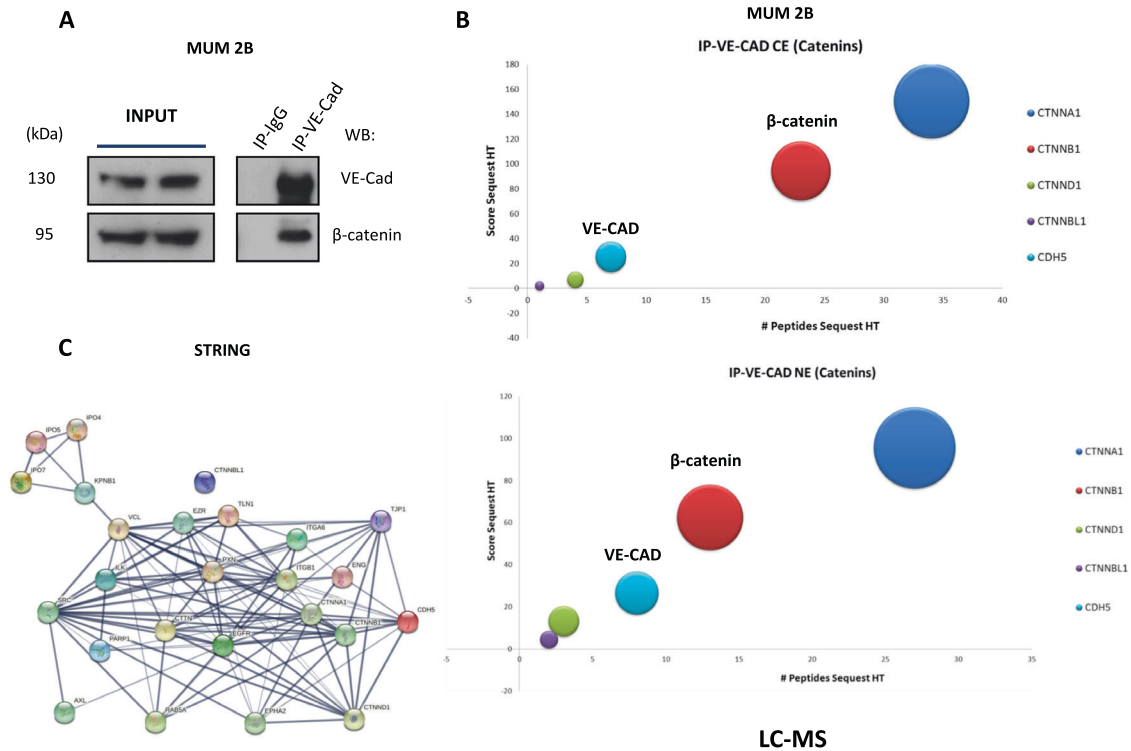 A
MUM 2B
INPUT
(kDa)
IP-IgG
IP-VE-Cad
WB:
130
VE-Cad
95
β-catenin
B
MUM 2B
IP-VE-CAD CE (Catenins)
Score Sequest HT
180
160
140
120
100
80
60
40
20
0
-20
-40
-5
0
5
10
15
20
25
30
35
40
# Peptides Sequest HT
β-catenin
VE-CAD
CTNNA1
CTNNB1
CTNND1
CTNNBL1
CDH5
IP-VE-CAD NE (Catenins)
Score Sequest HT
120
100
80
60
40
20
0
-20
-5
0
5
10
15
20
25
30
35
# Peptides Sequest HT
β-catenin
VE-CAD
CTNNA1
CTNNB1
CTNND1
CTNNBL1
CDH5
LC-MS
C
STRING
IPO4
IPO5
IPO7
KPNB1
CTNNBL1
VCL
EZR
TLN1
TJP1
ITGA6
ILK
PXN
ITGB1
ENG
SRC
CTNNA1
CDH5
CTTN
EGFR
CTNNB1
PARP1
AXL
RAB5A
EPHA2
CTNND1